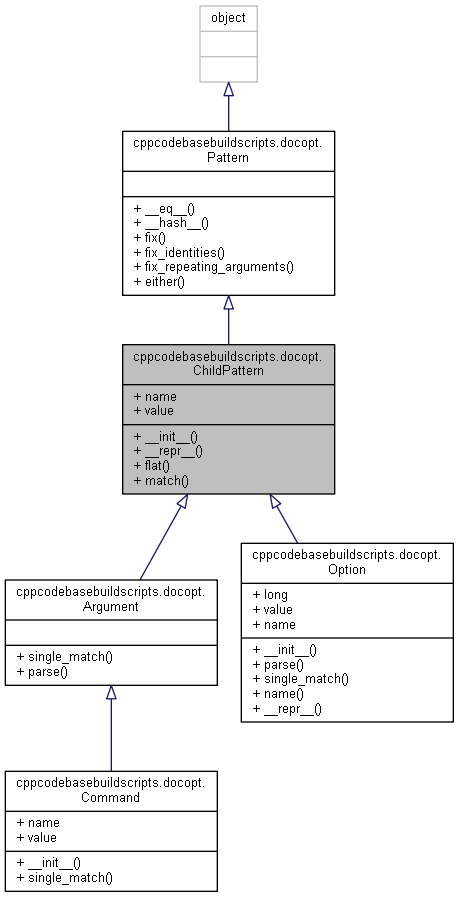 object
cppcodebasebuildscripts.docopt.
Pattern
+ __eq__()
+ __hash__()
+ fix()
+ fix_identities()
+ fix_repeating_arguments()
+ either()
cppcodebasebuildscripts.docopt.
ChildPattern
+ name
+ value
+ __init__()
+ __repr__()
+ flat()
+ match()
cppcodebasebuildscripts.docopt.
Argument
+ single_match()
+ parse()
cppcodebasebuildscripts.docopt.
Option
+ long
+ value
+ name
+ __init__()
+ parse()
+ single_match()
+ name()
+ __repr__()
cppcodebasebuildscripts.docopt.
Command
+ name
+ value
+ __init__()
+ single_match()